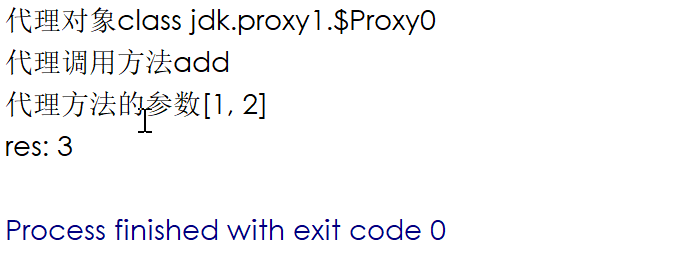 代理对象class jdk.proxy1.$Proxy0
代理调用方法add
代理方法的参数[1, 2]
res: 3
Process finished with exit code 0